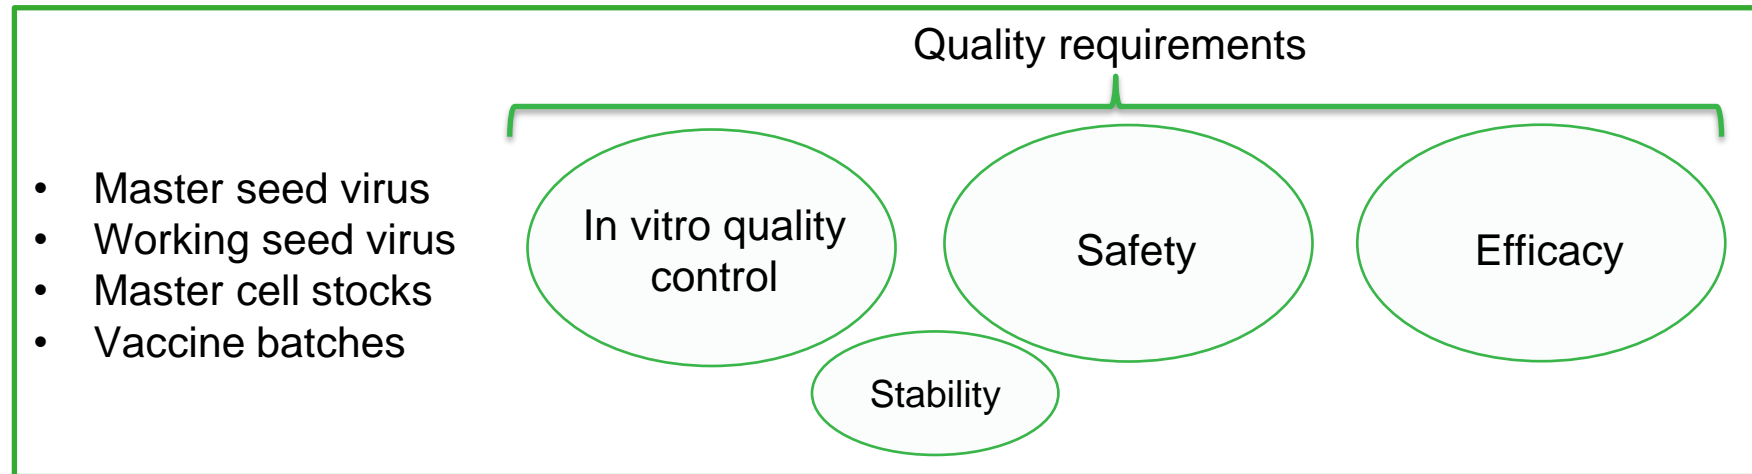 Quality requirements
• Master seed virus
• Working seed virus
• Master cell stocks
• Vaccine batches
In vitro quality
control
Safety
Efficacy
Stability